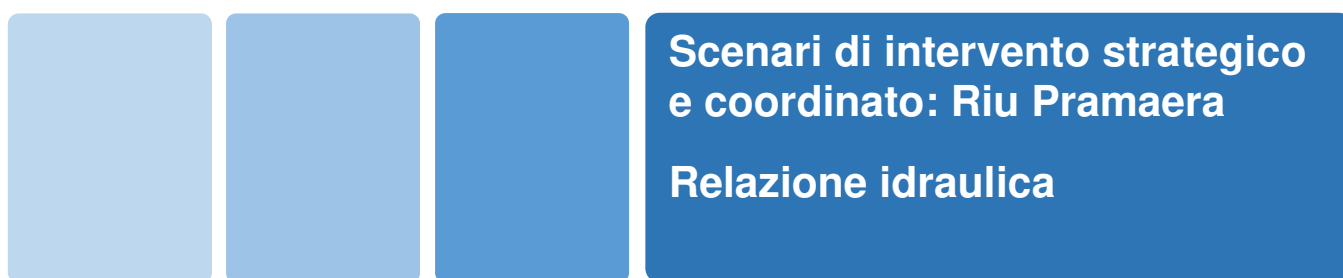 Scenari di intervento strategico
e coordinato: Riu Pramaera
Relazione idraulica